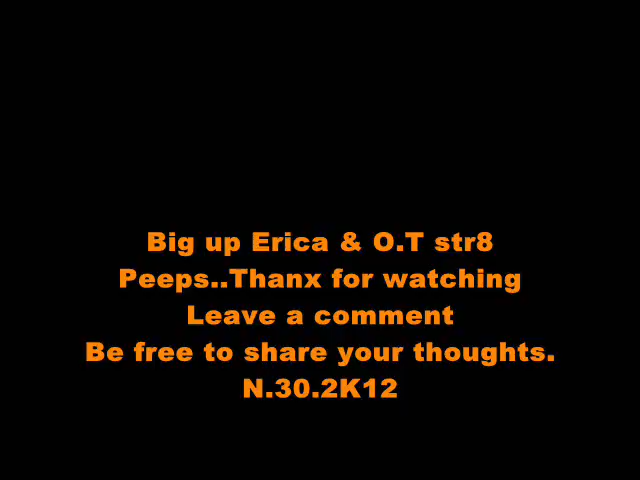 Big up Erica & O.T str8
Peeps..Thanx for watching
Leave a comment
Be free to share your thoughts.
N.30.2K12